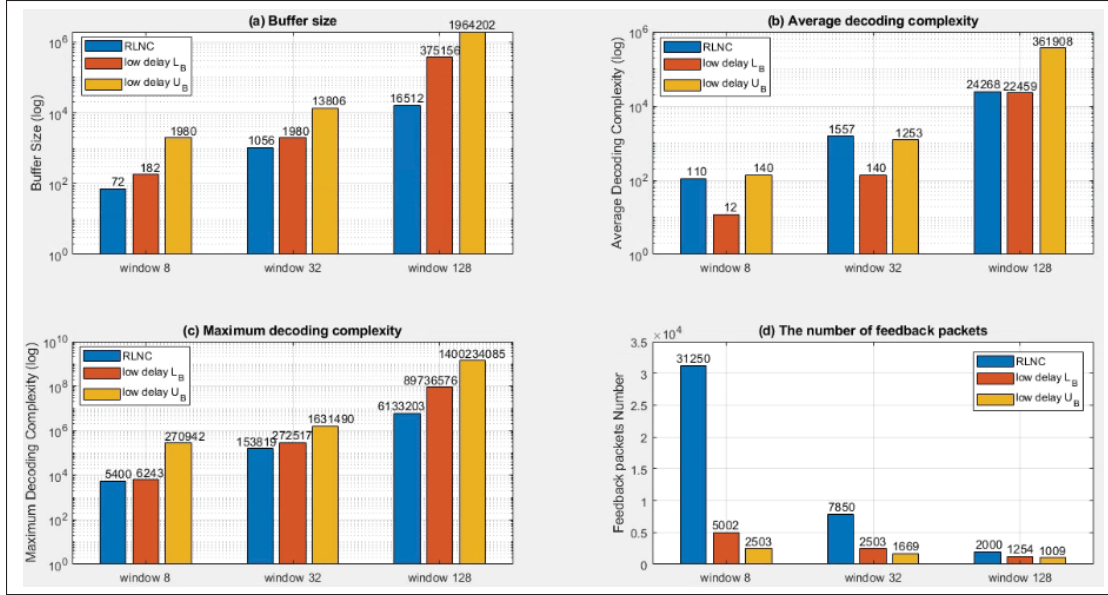 (a) Buffer size
Buffer Size (log)
10^6
10^4
10^2
10^0
RLNC
low delay L_B
low delay U_B
72
182
1980
1056
1980
13806
16512
375156
1964202
window 8
window 32
window 128
(b) Average decoding complexity
Average Decoding Complexity (log)
10^6
10^4
10^2
10^0
RLNC
low delay L_B
low delay U_B
110
12
140
1557
140
1253
24268
22459
361908
window 8
window 32
window 128
(c) Maximum decoding complexity
Maximum Decoding Complexity (log)
10^10
10^8
10^6
10^4
10^2
10^0
RLNC
low delay L_B
low delay U_B
5400
6243
270942
153819
272517
1631490
6133203
89736576
1400234085
window 8
window 32
window 128
(d) The number of feedback packets
Feedback packets Number
×10^4
3.5
3
2.5
2
1.5
1
0.5
0
RLNC
low delay L_B
low delay U_B
31250
5002
2503
7850
2503
1669
2000
1254
1009
window 8
window 32
window 128